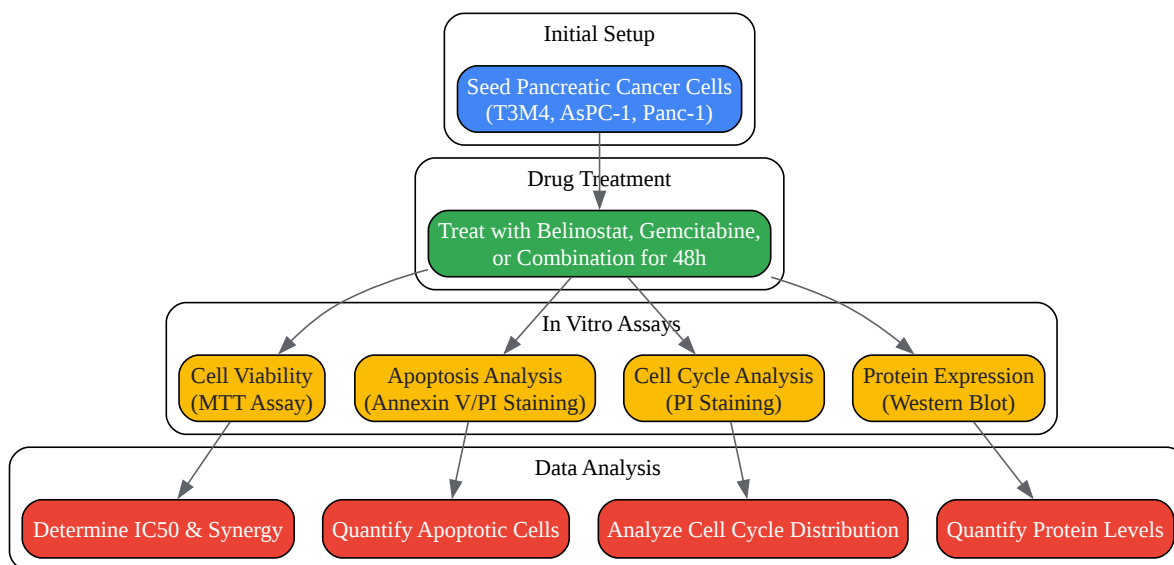 Initial Setup
Seed Pancreatic Cancer Cells
(T3M4, AsPC-1, Panc-1)
Drug Treatment
Treat with Belinostat, Gemcitabine,
or Combination for 48h
In Vitro Assays
Cell Viability
(MTT Assay)
Apoptosis Analysis
(Annexin V/PI Staining)
Cell Cycle Analysis
(PI Staining)
Protein Expression
(Western Blot)
Data Analysis
Determine IC50 & Synergy
Quantify Apoptotic Cells
Analyze Cell Cycle Distribution
Quantify Protein Levels